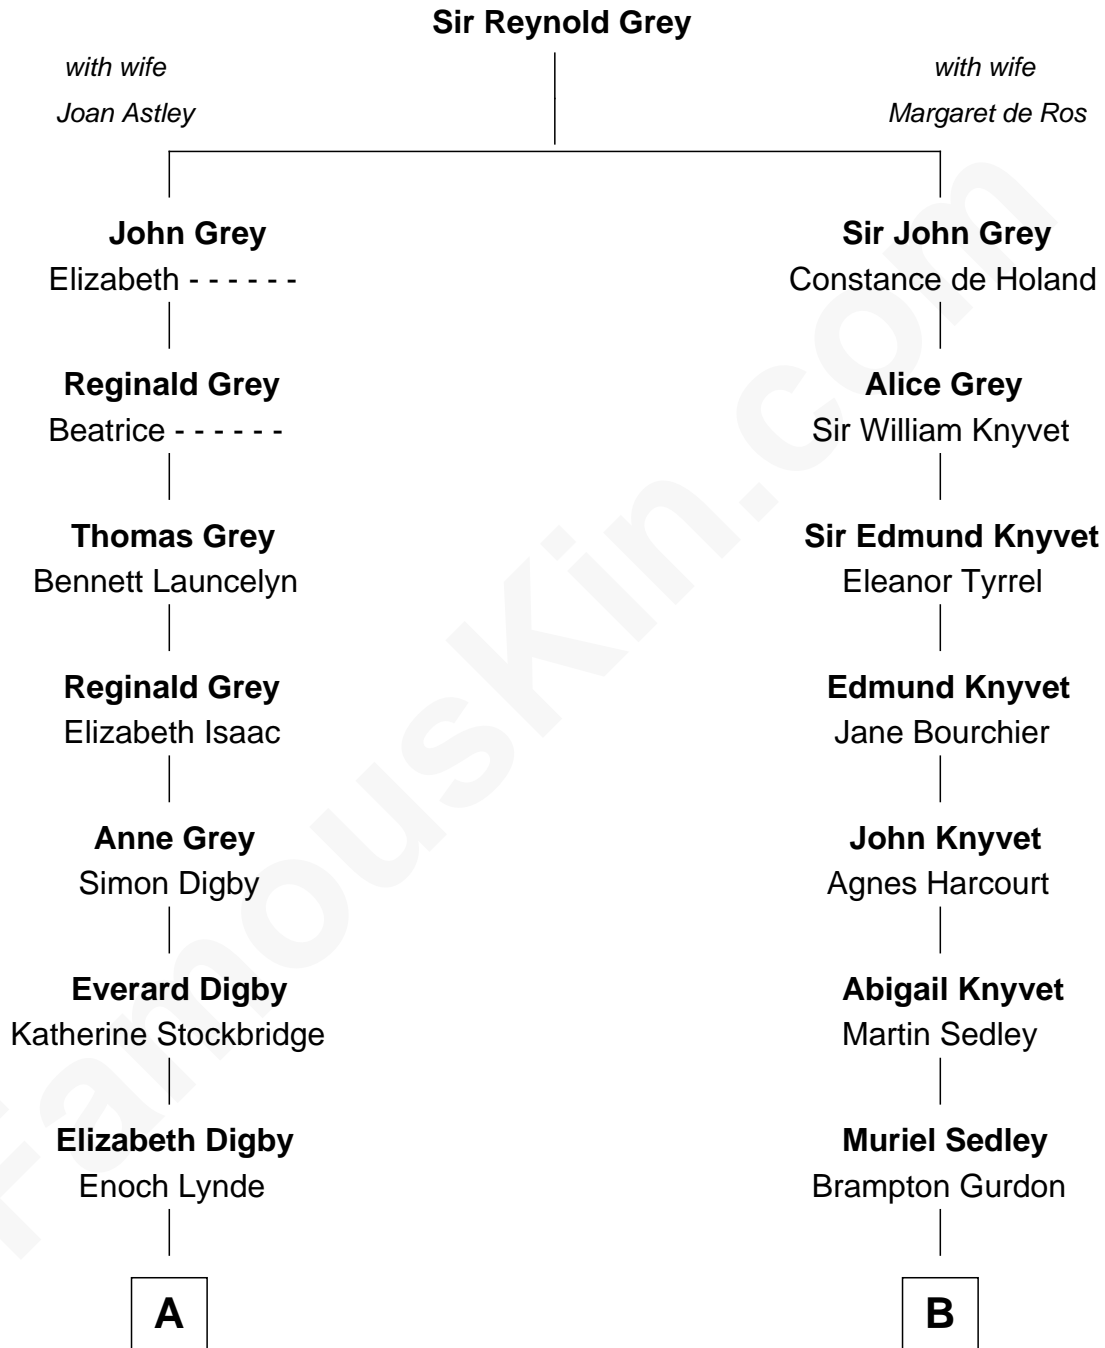 Sir Reynold Grey
with wife
Joan Astley
with wife
Margaret de Ros
John Grey
Elizabeth - - - - - -
Sir John Grey
Constance de Holand
Reginald Grey
Beatrice - - - - - -
Alice Grey
Sir William Knyvet
Thomas Grey
Bennett Launcelyn
Sir Edmund Knyvet
Eleanor Tyrrel
Reginald Grey
Elizabeth Isaac
Edmund Knyvet
Jane Bourchier
Anne Grey
Simon Digby
John Knyvet
Agnes Harcourt
Everard Digby
Katherine Stockbridge
Abigail Knyvet
Martin Sedley
Elizabeth Digby
Enoch Lynde
Muriel Sedley
Brampton Gurdon
A
B
FamousKin.com